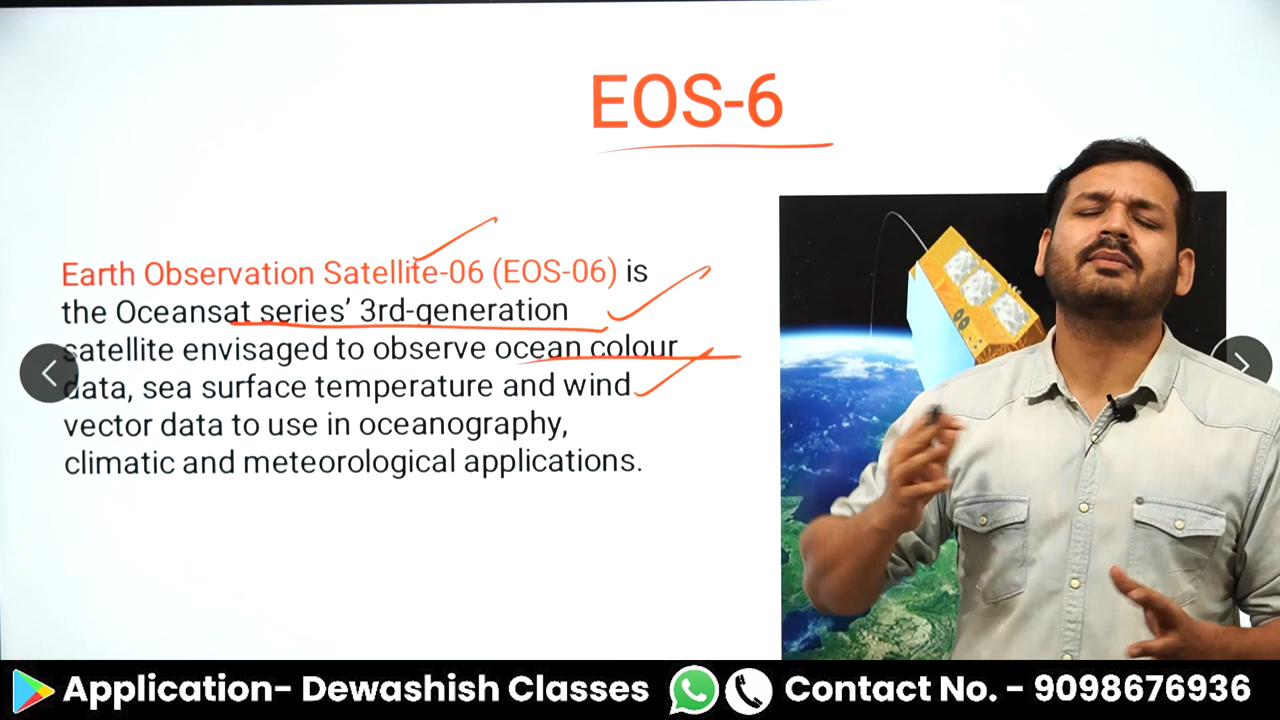 EOS-6
Earth Observation Satellite-06 (EOS-06) is
the Oceansat series’ 3rd-generation
satellite envisaged to observe ocean colour
data, sea surface temperature and wind
vector data to use in oceanography,
climatic and meteorological applications.
Application- Dewashish Classes
Contact No. - 9098676936